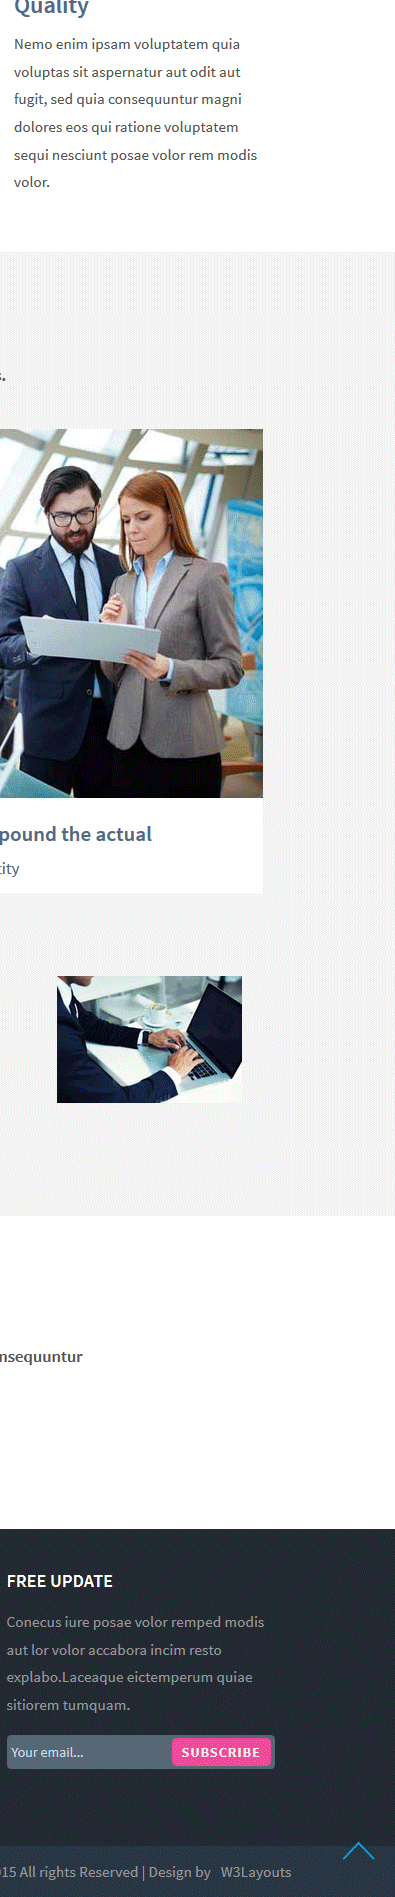 Quality
Nemo enim ipsam voluptatem quia
voluptas sit aspernatur aut odit aut
fugit, sed quia consequuntur magni
dolores eos qui ratione voluptatem
sequi nesciunt posae volor rem modis
volor.
s.
pound the actual
tity
nsequuntur
FREE UPDATE
Conecus iure posae volor remped modis
aut lor volor accabora incim resto
explabo.Laceaque eictemperum quiae
sitiorem tumquam.
Your email... SUBSCRIBE
15 All rights Reserved | Design by W3Layouts